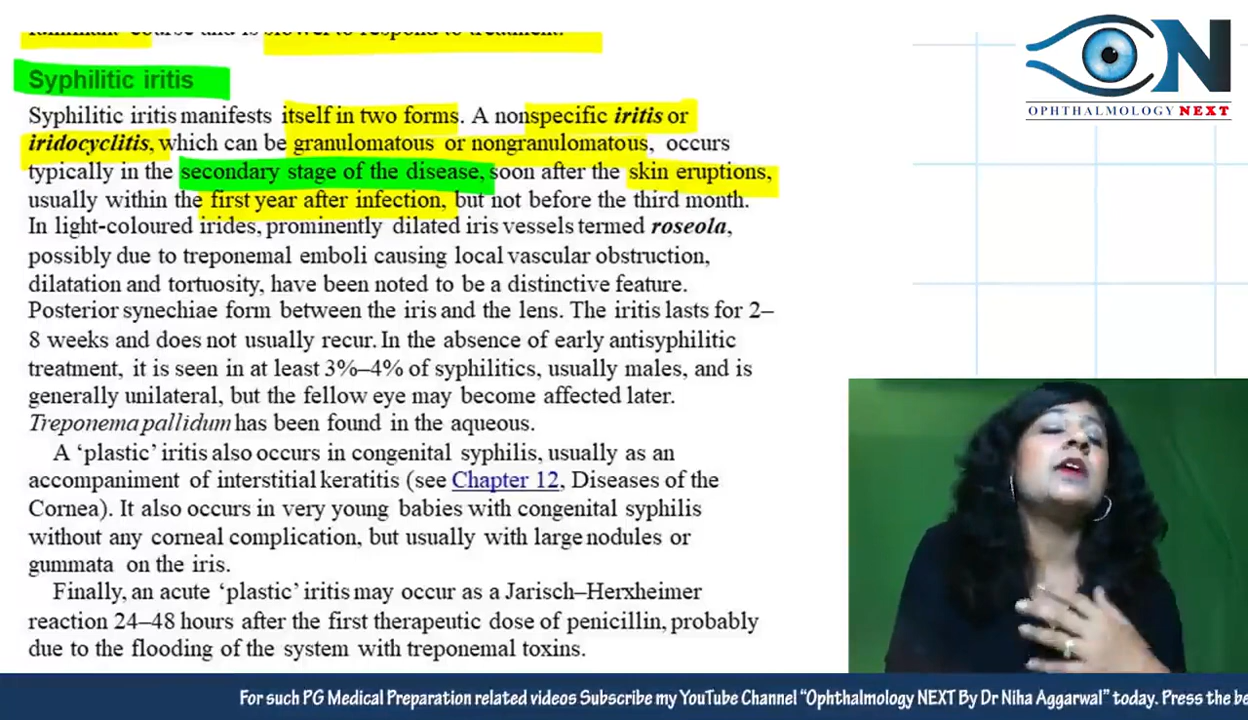 course and is slower to respond to treatment.
Syphilitic iritis
Syphilitic iritis manifests itself in two forms. A nonspecific iritis or
iridocyclitis, which can be granulomatous or nongranulomatous, occurs
typically in the secondary stage of the disease, soon after the skin eruptions,
usually within the first year after infection, but not before the third month.
In light-coloured irides, prominently dilated iris vessels termed roseola,
possibly due to treponemal emboli causing local vascular obstruction,
dilatation and tortuosity, have been noted to be a distinctive feature.
Posterior synechiae form between the iris and the lens. The iritis lasts for 2–
8 weeks and does not usually recur. In the absence of early antisyphilitic
treatment, it is seen in at least 3%–4% of syphilitics, usually males, and is
generally unilateral, but the fellow eye may become affected later.
Treponema pallidum has been found in the aqueous.
A ‘plastic’ iritis also occurs in congenital syphilis, usually as an
accompaniment of interstitial keratitis (see Chapter 12, Diseases of the
Cornea). It also occurs in very young babies with congenital syphilis
without any corneal complication, but usually with large nodules or
gummata on the iris.
Finally, an acute ‘plastic’ iritis may occur as a Jarisch–Herxheimer
reaction 24–48 hours after the first therapeutic dose of penicillin, probably
due to the flooding of the system with treponemal toxins.
N
OPHTHALMOLOGY NEXT
For such PG Medical Preparation related videos Subscribe my YouTube Channel “Ophthalmology NEXT By Dr Niha Aggarwal” today. Press the be